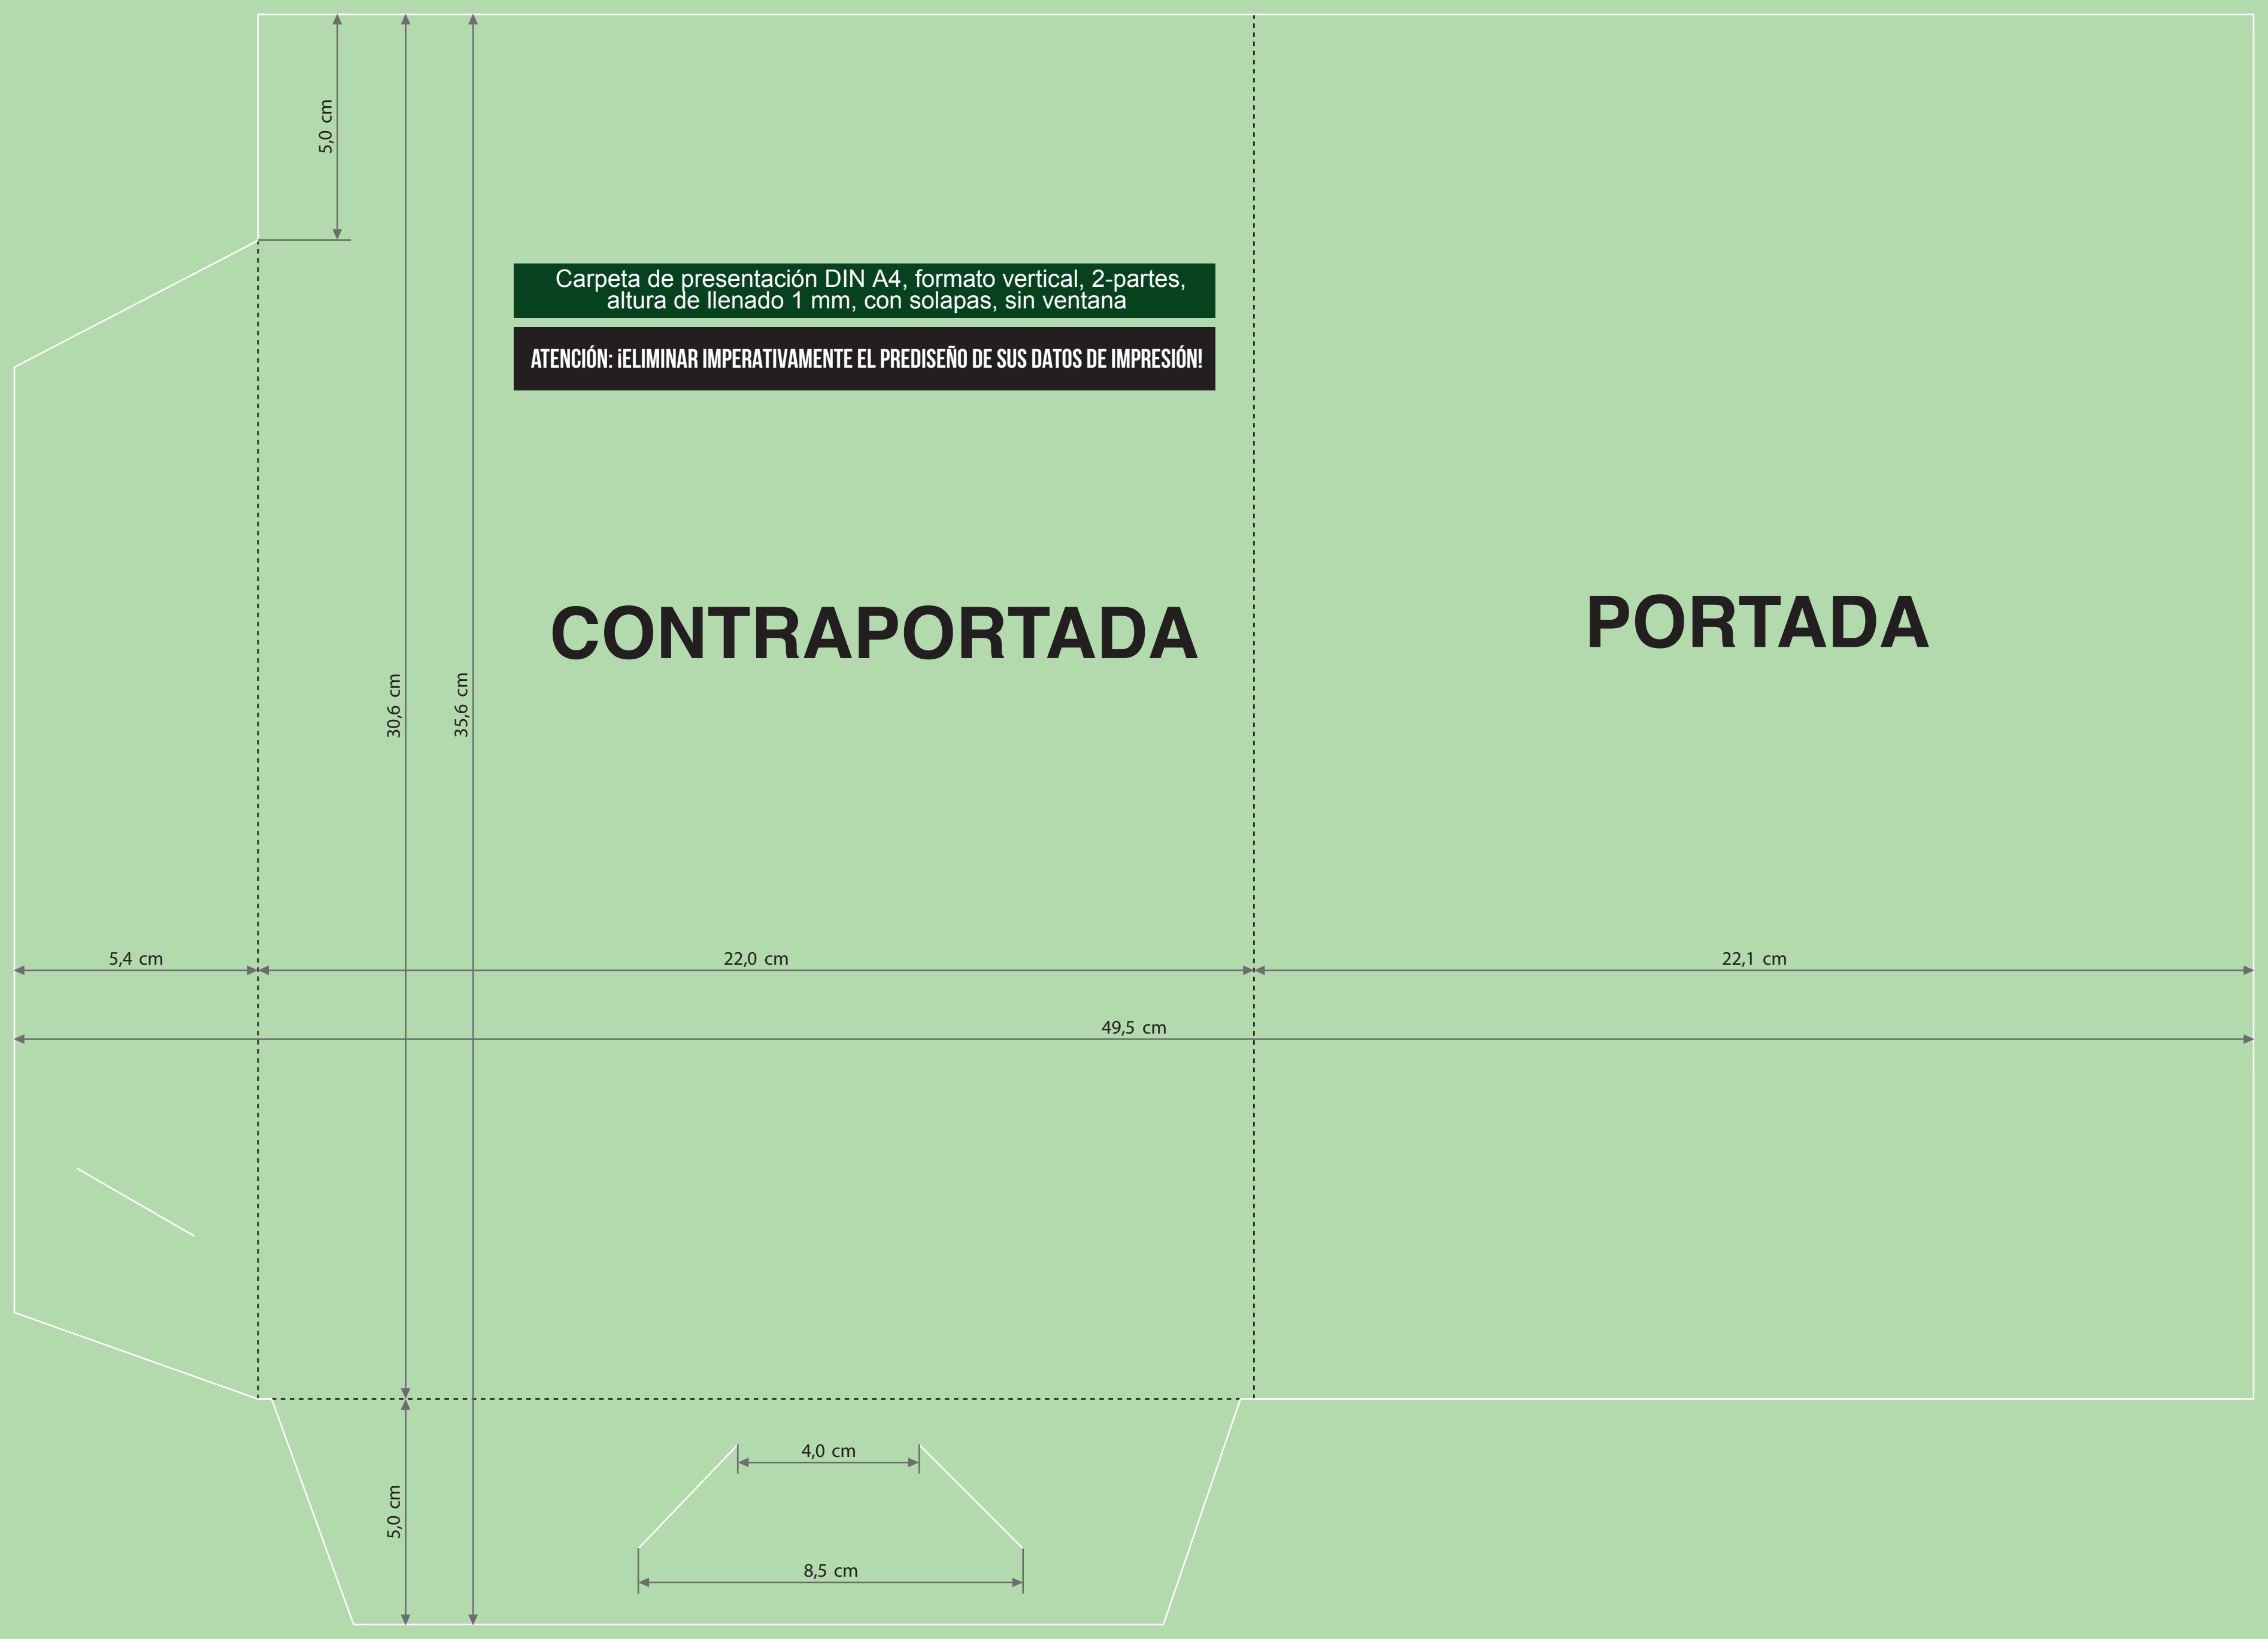 5,0 cm
Carpeta de presentación DIN A4, formato vertical, 2-partes,
altura de llenado 1 mm, con solapas, sin ventana
ATENCIÓN: ¡ELIMINAR IMPERATIVAMENTE EL PREDISEÑO DE SUS DATOS DE IMPRESIÓN!
CONTRAPORTADA
PORTADA
30,6 cm
35,6 cm
5,4 cm
22,0 cm
22,1 cm
49,5 cm
4,0 cm
5,0 cm
8,5 cm